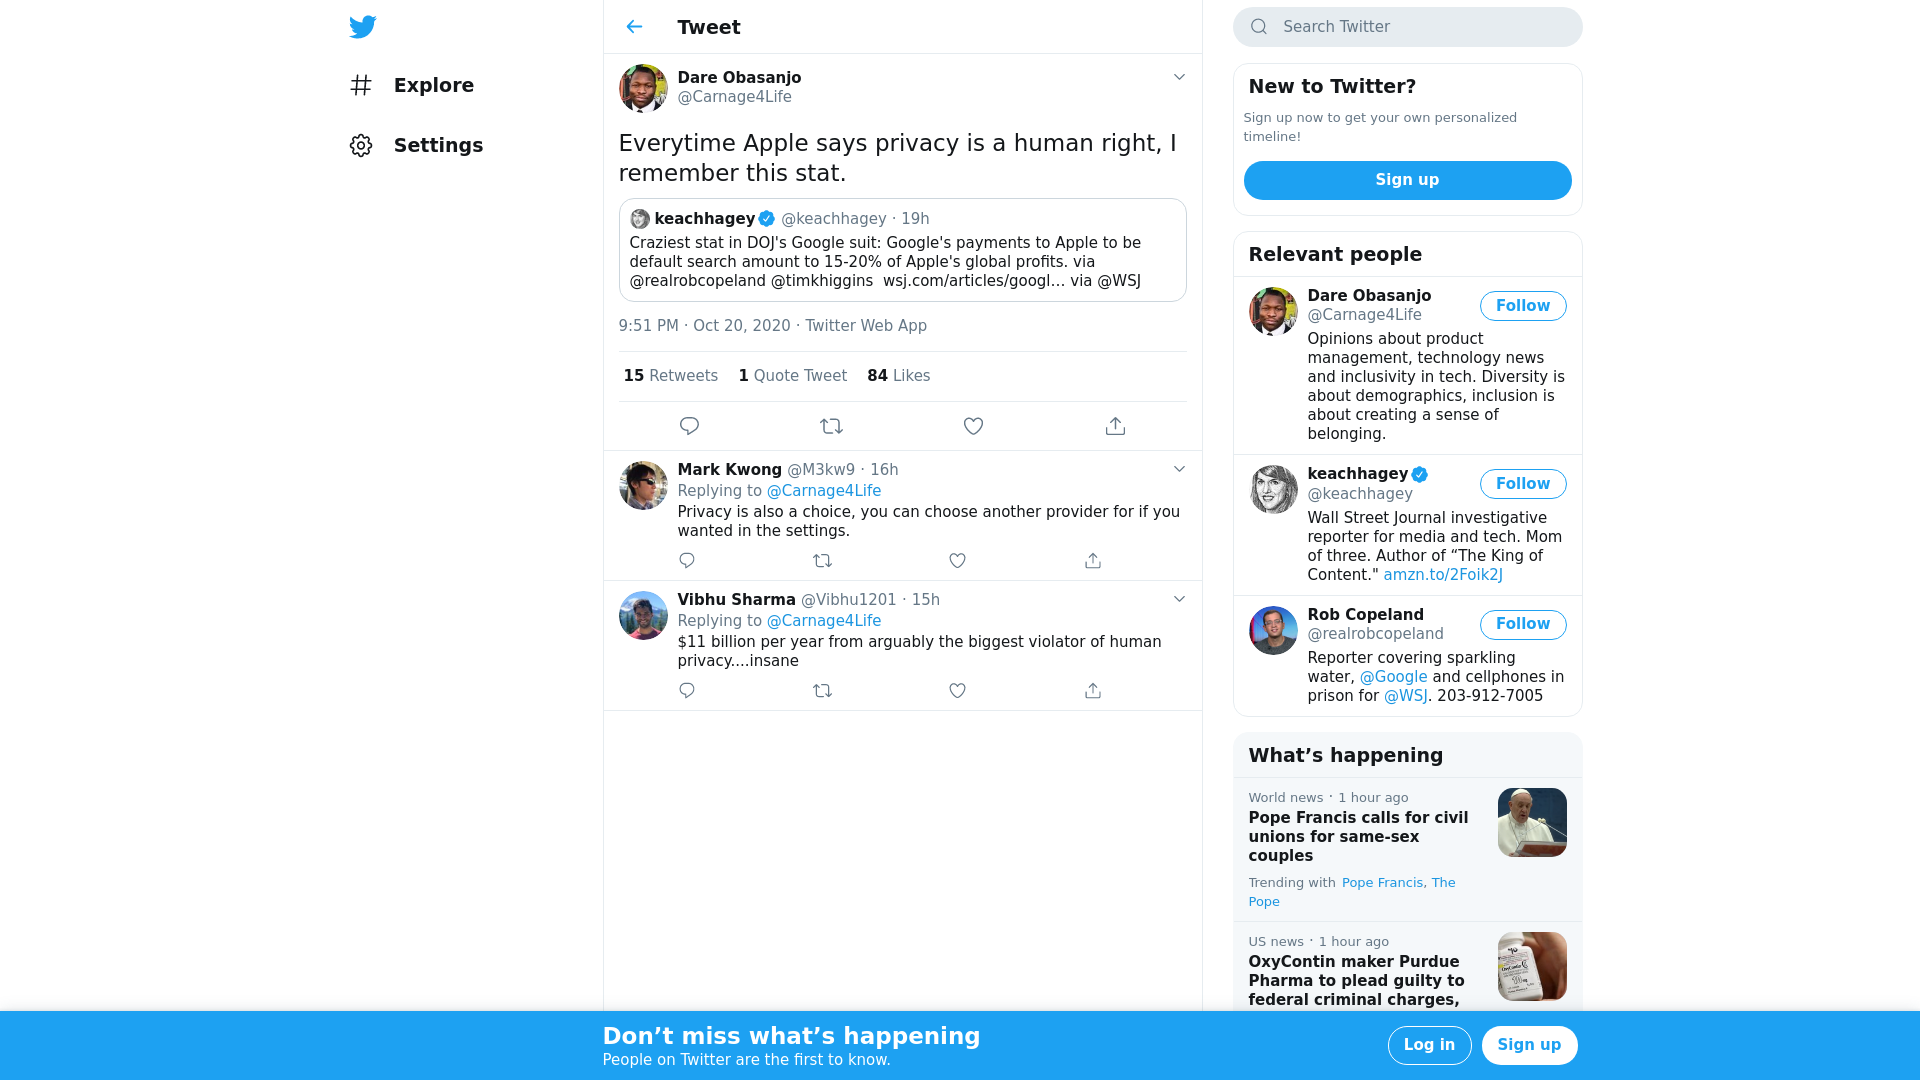 Explore
Settings
Tweet
Dare Obasanjo
@Carnage4Life
Everytime Apple says privacy is a human right, I
remember this stat.
keachhagey @keachhagey · 19h
Craziest stat in DOJ's Google suit: Google's payments to Apple to be
default search amount to 15-20% of Apple's global profits. via
@realrobcopeland @timkhiggins wsj.com/articles/googl… via @WSJ
9:51 PM · Oct 20, 2020 · Twitter Web App
15 Retweets 1 Quote Tweet 84 Likes
Mark Kwong @M3kw9 · 16h
Replying to @Carnage4Life
Privacy is also a choice, you can choose another provider for if you
wanted in the settings.
Vibhu Sharma @Vibhu1201 · 15h
Replying to @Carnage4Life
$11 billion per year from arguably the biggest violator of human
privacy....insane
Search Twitter
New to Twitter?
Sign up now to get your own personalized
timeline!
Sign up
Relevant people
Dare Obasanjo
@Carnage4Life
Follow
Opinions about product
management, technology news
and inclusivity in tech. Diversity is
about demographics, inclusion is
about creating a sense of
belonging.
keachhagey
@keachhagey
Follow
Wall Street Journal investigative
reporter for media and tech. Mom
of three. Author of “The King of
Content." amzn.to/2Foik2J
Rob Copeland
@realrobcopeland
Follow
Reporter covering sparkling
water, @Google and cellphones in
prison for @WSJ. 203-912-7005
What’s happening
World news · 1 hour ago
Pope Francis calls for civil
unions for same-sex
couples
Trending with Pope Francis, The
Pope
US news · 1 hour ago
OxyContin maker Purdue
Pharma to plead guilty to
federal criminal charges,
Don’t miss what’s happening
People on Twitter are the first to know.
Log in
Sign up